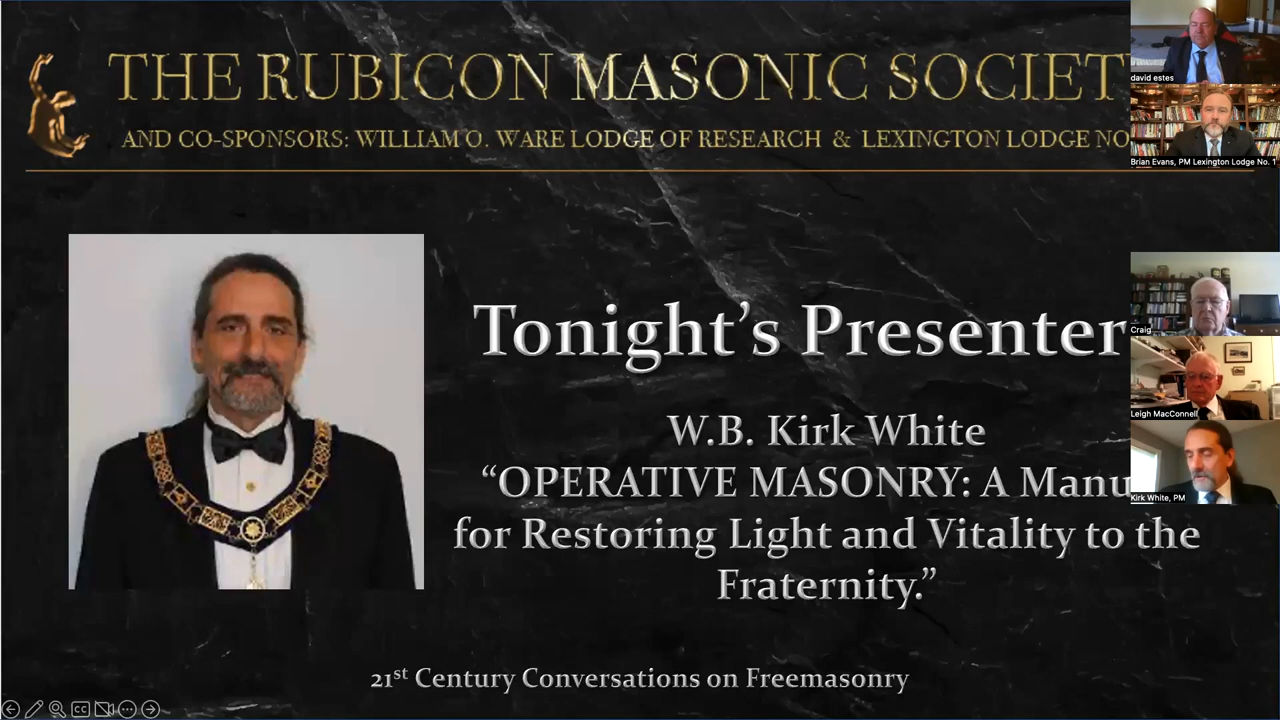 THE RUBICON MASONIC SOCIET
AND CO-SPONSORS: WILLIAM O. WARE LODGE OF RESEARCH & LEXINGTON LODGE NO
Tonight's Presenter
W.B. Kirk White
“OPERATIVE MASONRY: A Manu
for Restoring Light and Vitality to the
Fraternity.”
21st Century Conversations on Freemasonry
david estes
Brian Evans, PM Lexington Lodge No. 1
Craig
Leigh MacConnell
Kirk White, PM
CC